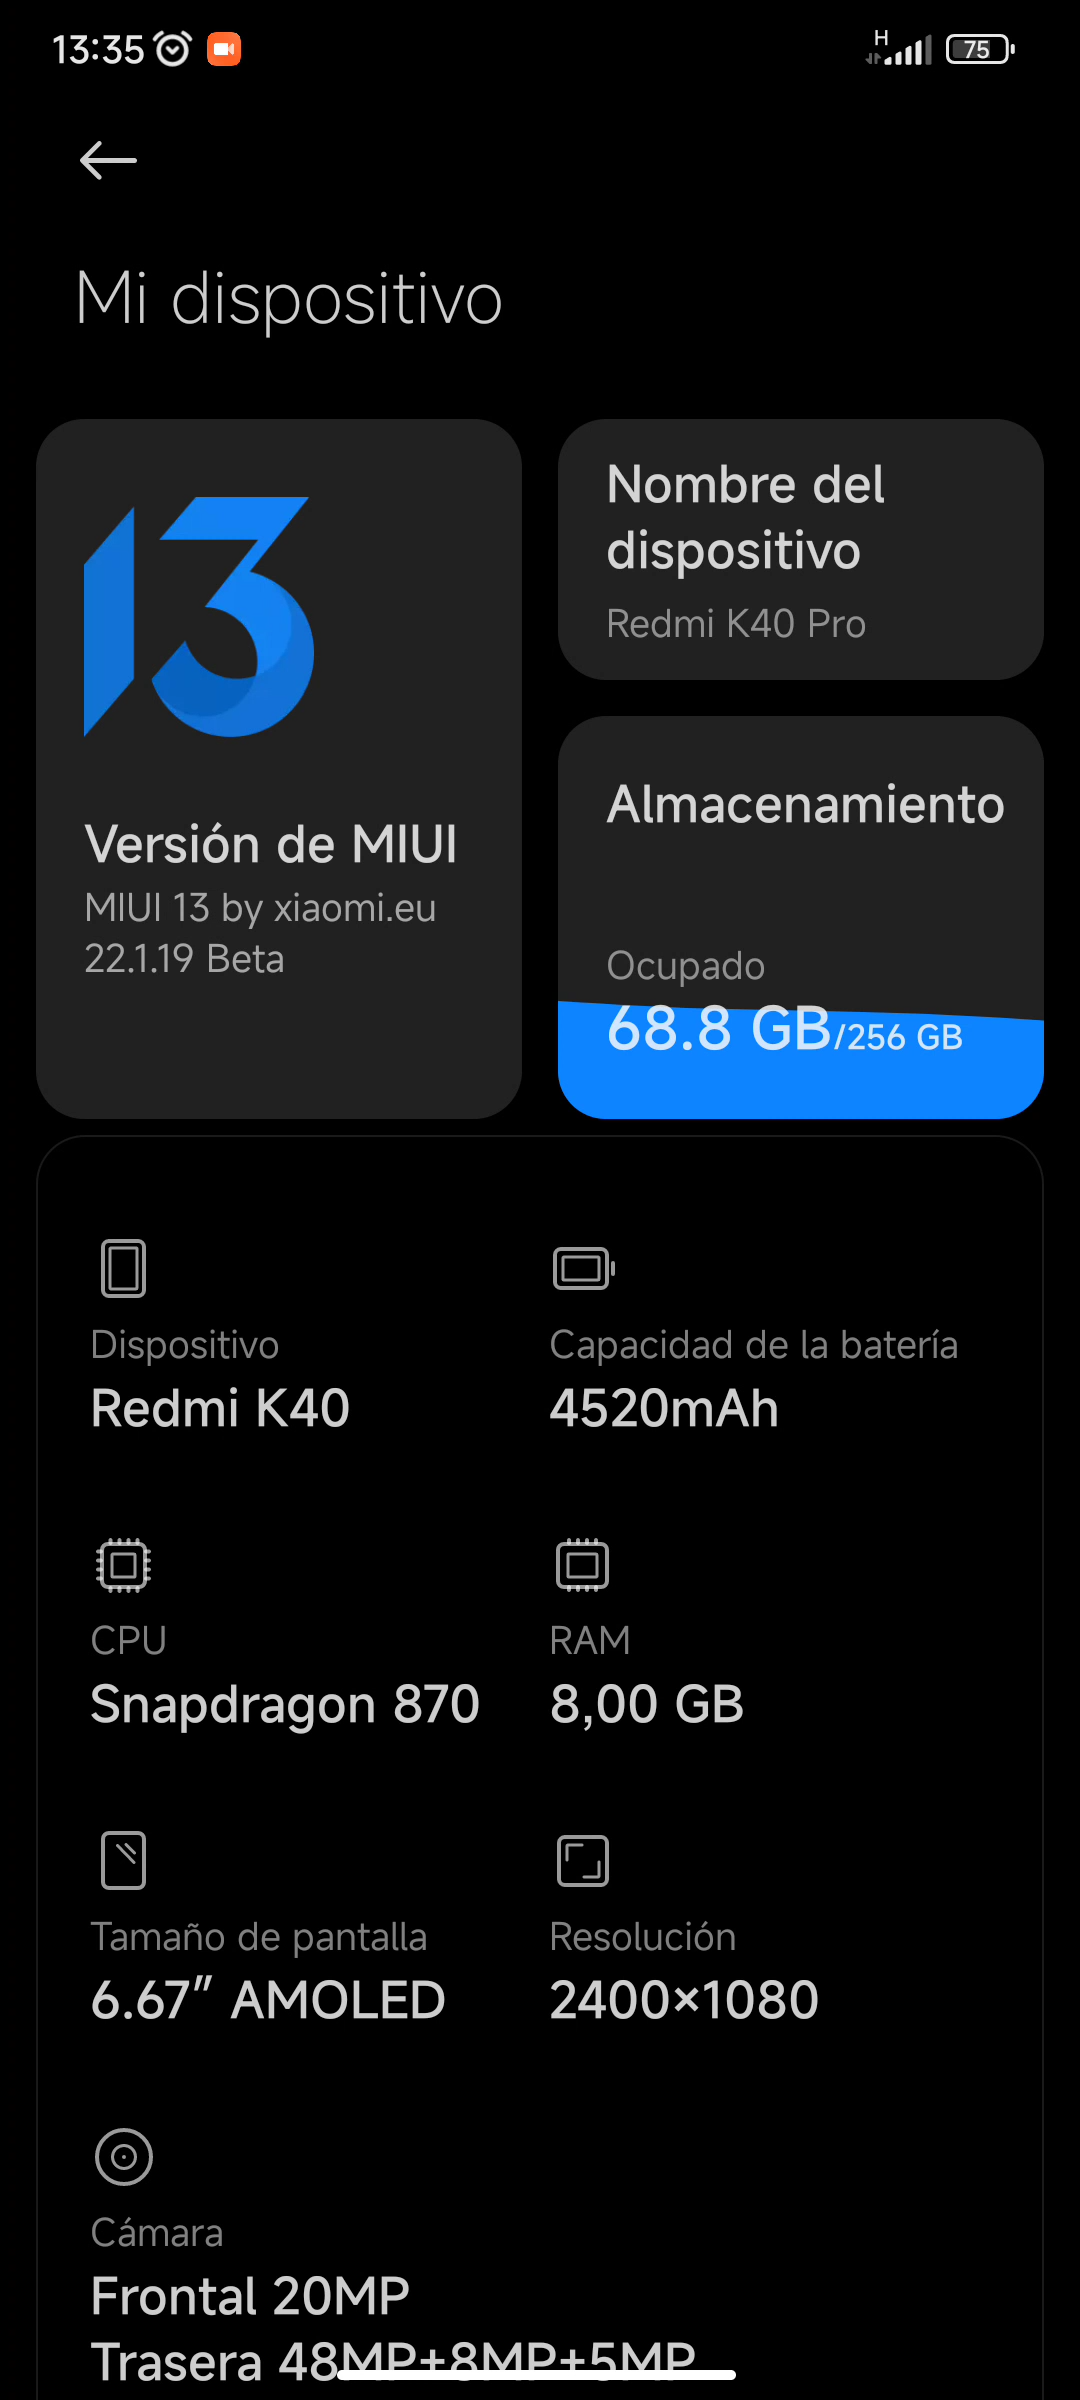 13:35
H
75
Mi dispositivo
13
Versión de MIUI
MIUI 13 by xiaomi.eu
22.1.19 Beta
Nombre del
dispositivo
Redmi K40 Pro
Almacenamiento
Ocupado
68.8 GB/256 GB
Dispositivo
Redmi K40
Capacidad de la batería
4520mAh
CPU
Snapdragon 870
RAM
8,00 GB
Tamaño de pantalla
6.67″ AMOLED
Resolución
2400×1080
Cámara
Frontal 20MP
Trasera 48MP+8MP+5MP